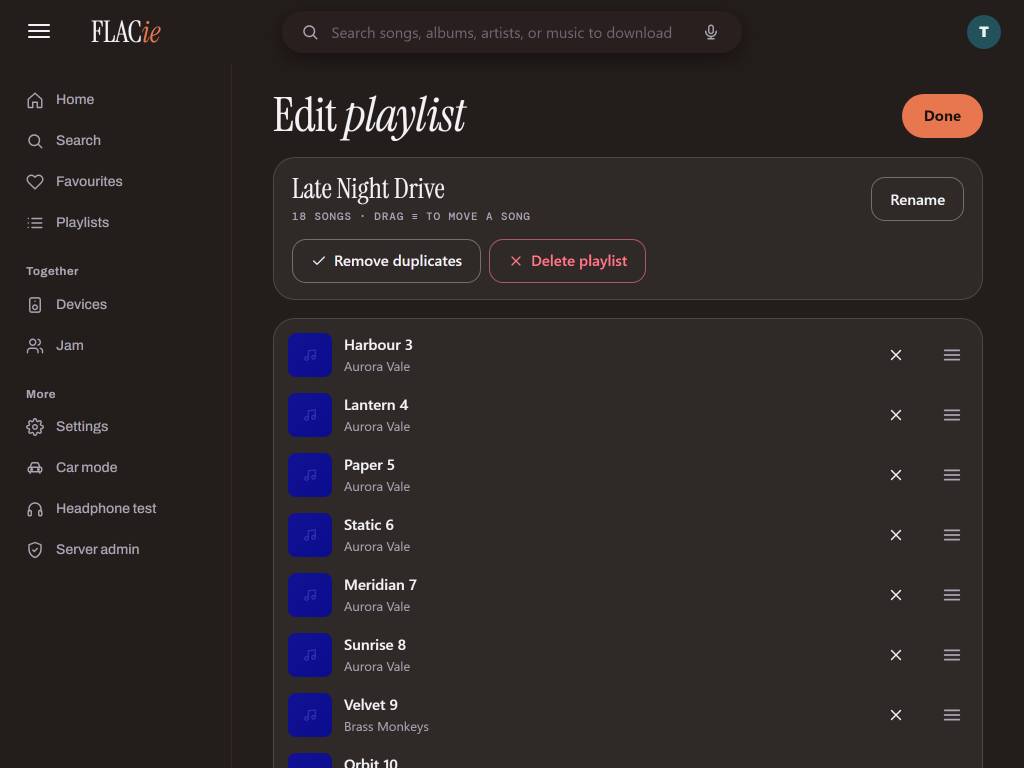 FLACie
Search songs, albums, artists, or music to download
T
Home
Search
Favourites
Playlists
Together
Devices
Jam
More
Settings
Car mode
Headphone test
Server admin
Edit playlist
Done
Late Night Drive
18 SONGS · DRAG ≡ TO MOVE A SONG
Rename
Remove duplicates
Delete playlist
Harbour 3
Aurora Vale
Lantern 4
Aurora Vale
Paper 5
Aurora Vale
Static 6
Aurora Vale
Meridian 7
Aurora Vale
Sunrise 8
Aurora Vale
Velvet 9
Brass Monkeys
Orbit 10